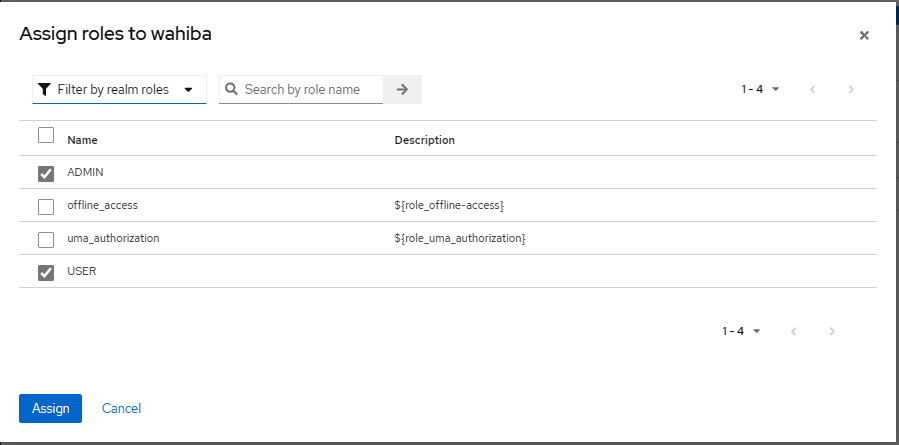 Assign roles to wahiba
Filter by realm roles
Search by role name
1 - 4
Name Description
ADMIN
offline_access ${role_offline-access}
uma_authorization ${role_uma_authorization}
USER
1 - 4
Assign Cancel